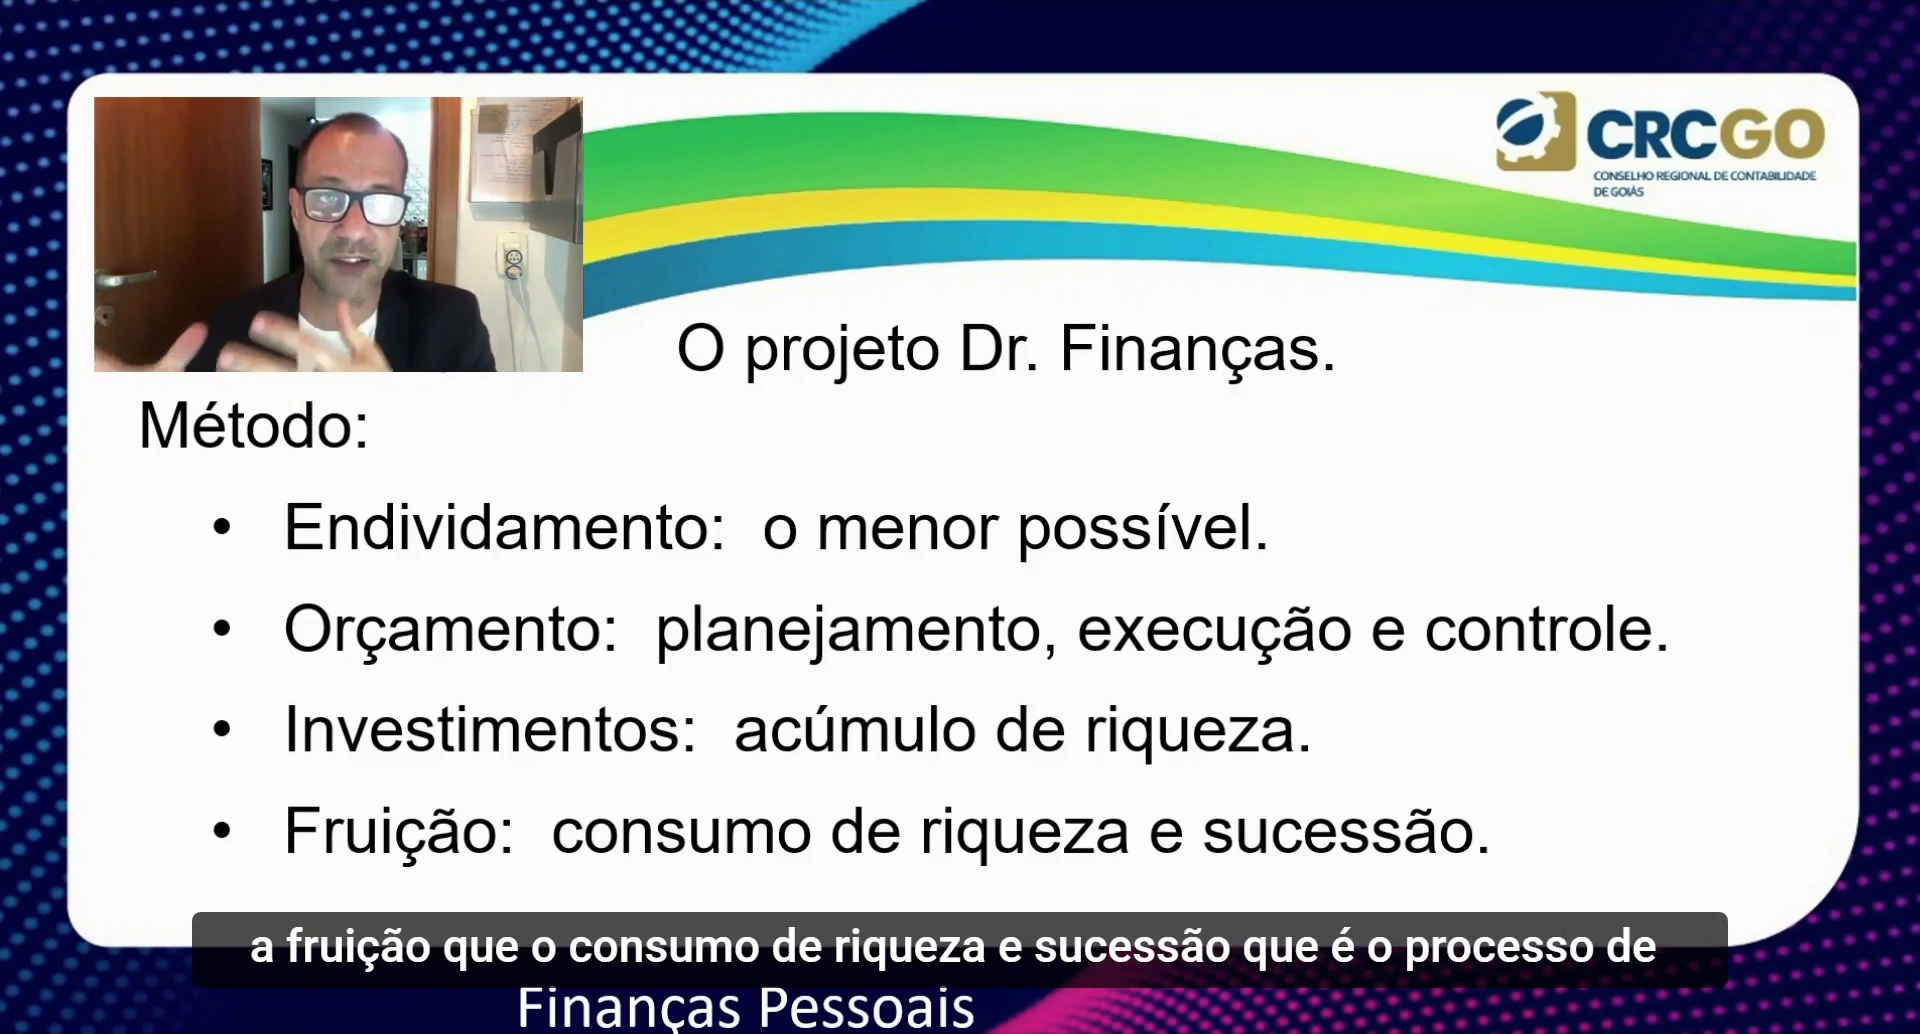 CRCGO
CONSELHO REGIONAL DE CONTABILIDADE
DE GOIÁS
O projeto Dr. Finanças.
Método:
• Endividamento: o menor possível.
• Orçamento: planejamento, execução e controle.
• Investimentos: acúmulo de riqueza.
• Fruição: consumo de riqueza e sucessão.
a fruição que o consumo de riqueza e sucessão que é o processo de
Finanças Pessoais